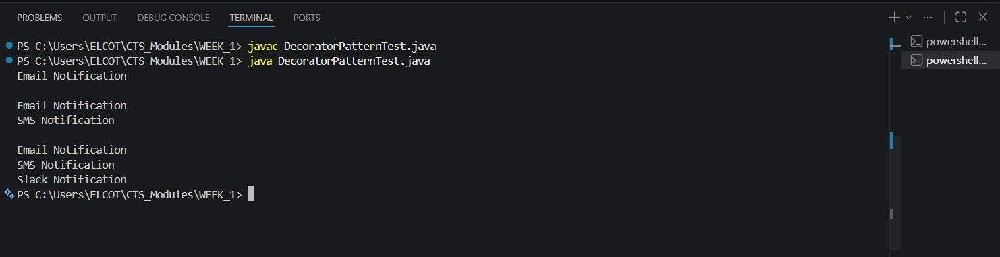 PROBLEMS OUTPUT DEBUG CONSOLE TERMINAL PORTS
PS C:\Users\ELCOT\CTS_Modules\WEEK_1> javac DecoratorPatternTest.java
PS C:\Users\ELCOT\CTS_Modules\WEEK_1> java DecoratorPatternTest.java
Email Notification
Email Notification
SMS Notification
Email Notification
SMS Notification
Slack Notification
PS C:\Users\ELCOT\CTS_Modules\WEEK_1>
powershell...
powershell...